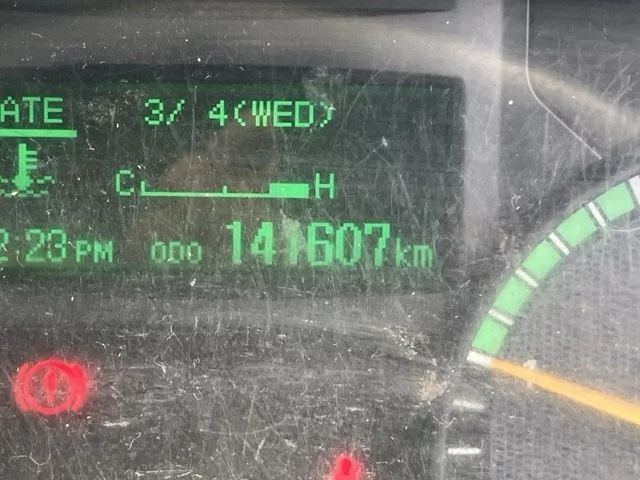 ATE 3/ 4(WED)
C H
2:23 PM ODO 141607 km